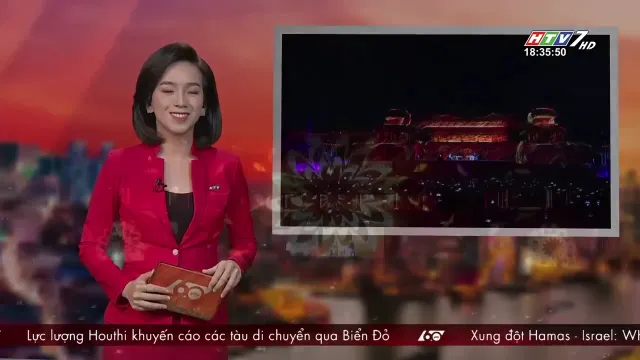 HTV7 HD
18:35:50
Lực lượng Houthi khuyến cáo các tàu di chuyển qua Biển Đỏ
60
Xung đột Hamas - Israel: WH